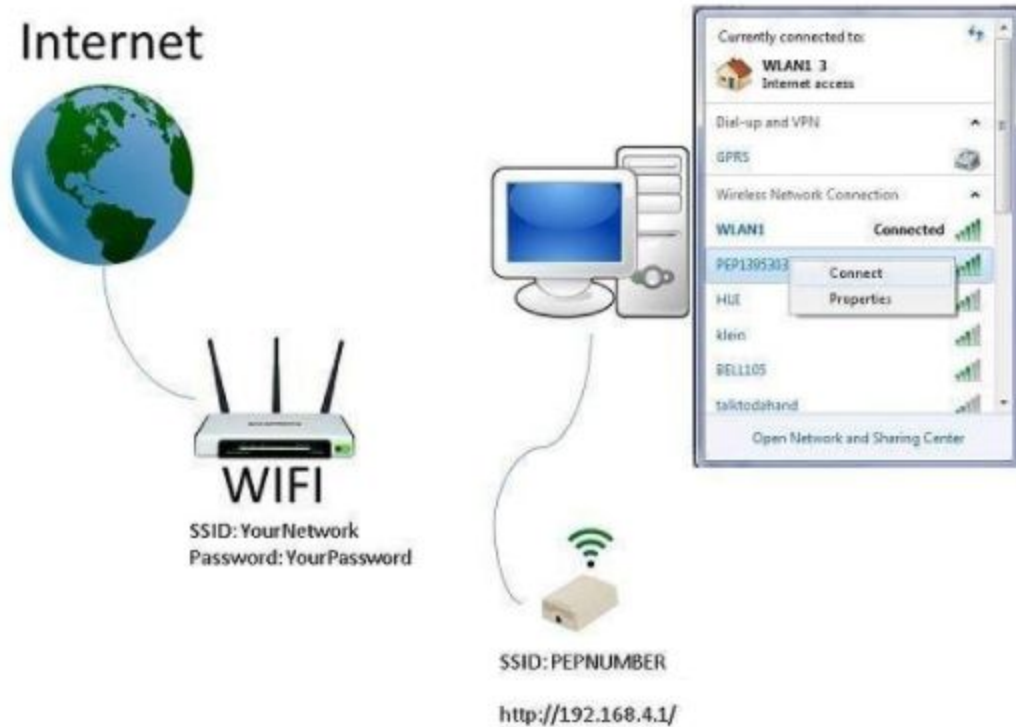 Internet
WIFI
SSID: YourNetwork
Password: YourPassword
Currently connected to:
WLAN1 3
Internet access
Dial-up and VPN
GPRS
Wireless Network Connection
WLAN1 Connected
PEP1395303
Connect
Properties
HUI
klein
BELL105
talktodahand
Open Network and Sharing Center
SSID: PEPNUMBER
http://192.168.4.1/